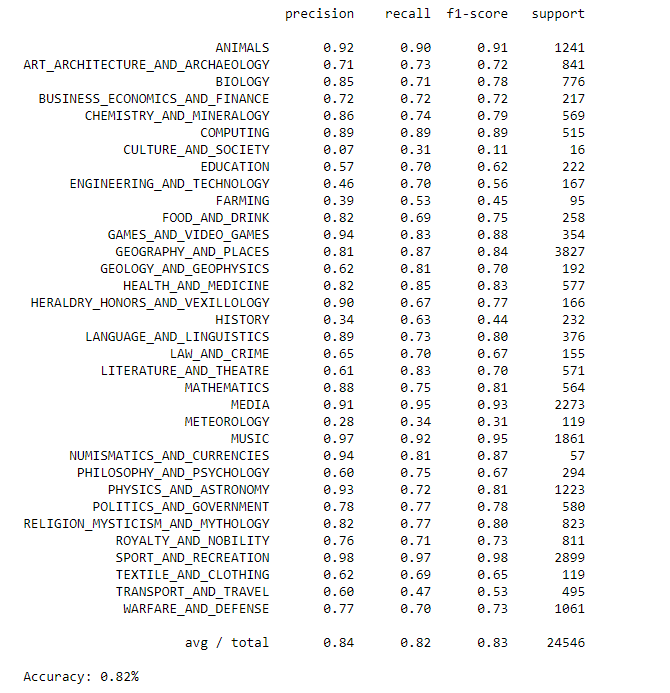 precision recall f1-score support
ANIMALS 0.92 0.90 0.91 1241
ART_ARCHITECTURE_AND_ARCHAEOLOGY 0.71 0.73 0.72 841
BIOLOGY 0.85 0.71 0.78 776
BUSINESS_ECONOMICS_AND_FINANCE 0.72 0.72 0.72 217
CHEMISTRY_AND_MINERALOGY 0.86 0.74 0.79 569
COMPUTING 0.89 0.89 0.89 515
CULTURE_AND_SOCIETY 0.07 0.31 0.11 16
EDUCATION 0.57 0.70 0.62 222
ENGINEERING_AND_TECHNOLOGY 0.46 0.70 0.56 167
FARMING 0.39 0.53 0.45 95
FOOD_AND_DRINK 0.82 0.69 0.75 258
GAMES_AND_VIDEO_GAMES 0.94 0.83 0.88 354
GEOGRAPHY_AND_PLACES 0.81 0.87 0.84 3827
GEOLOGY_AND_GEOPHYSICS 0.62 0.81 0.70 192
HEALTH_AND_MEDICINE 0.82 0.85 0.83 577
HERALDRY_HONORS_AND_VEXILLOLOGY 0.90 0.67 0.77 166
HISTORY 0.34 0.63 0.44 232
LANGUAGE_AND_LINGUISTICS 0.89 0.73 0.80 376
LAW_AND_CRIME 0.65 0.70 0.67 155
LITERATURE_AND_THEATRE 0.61 0.83 0.70 571
MATHEMATICS 0.88 0.75 0.81 564
MEDIA 0.91 0.95 0.93 2273
METEOROLOGY 0.28 0.34 0.31 119
MUSIC 0.97 0.92 0.95 1861
NUMISMATICS_AND_CURRENCIES 0.94 0.81 0.87 57
PHILOSOPHY_AND_PSYCHOLOGY 0.60 0.75 0.67 294
PHYSICS_AND_ASTRONOMY 0.93 0.72 0.81 1223
POLITICS_AND_GOVERNMENT 0.78 0.77 0.78 580
RELIGION_MYSTICISM_AND_MYTHOLOGY 0.82 0.77 0.80 823
ROYALTY_AND_NOBILITY 0.76 0.71 0.73 811
SPORT_AND_RECREATION 0.98 0.97 0.98 2899
TEXTILE_AND_CLOTHING 0.62 0.69 0.65 119
TRANSPORT_AND_TRAVEL 0.60 0.47 0.53 495
WARFARE_AND_DEFENSE 0.77 0.70 0.73 1061
avg / total 0.84 0.82 0.83 24546
Accuracy: 0.82%